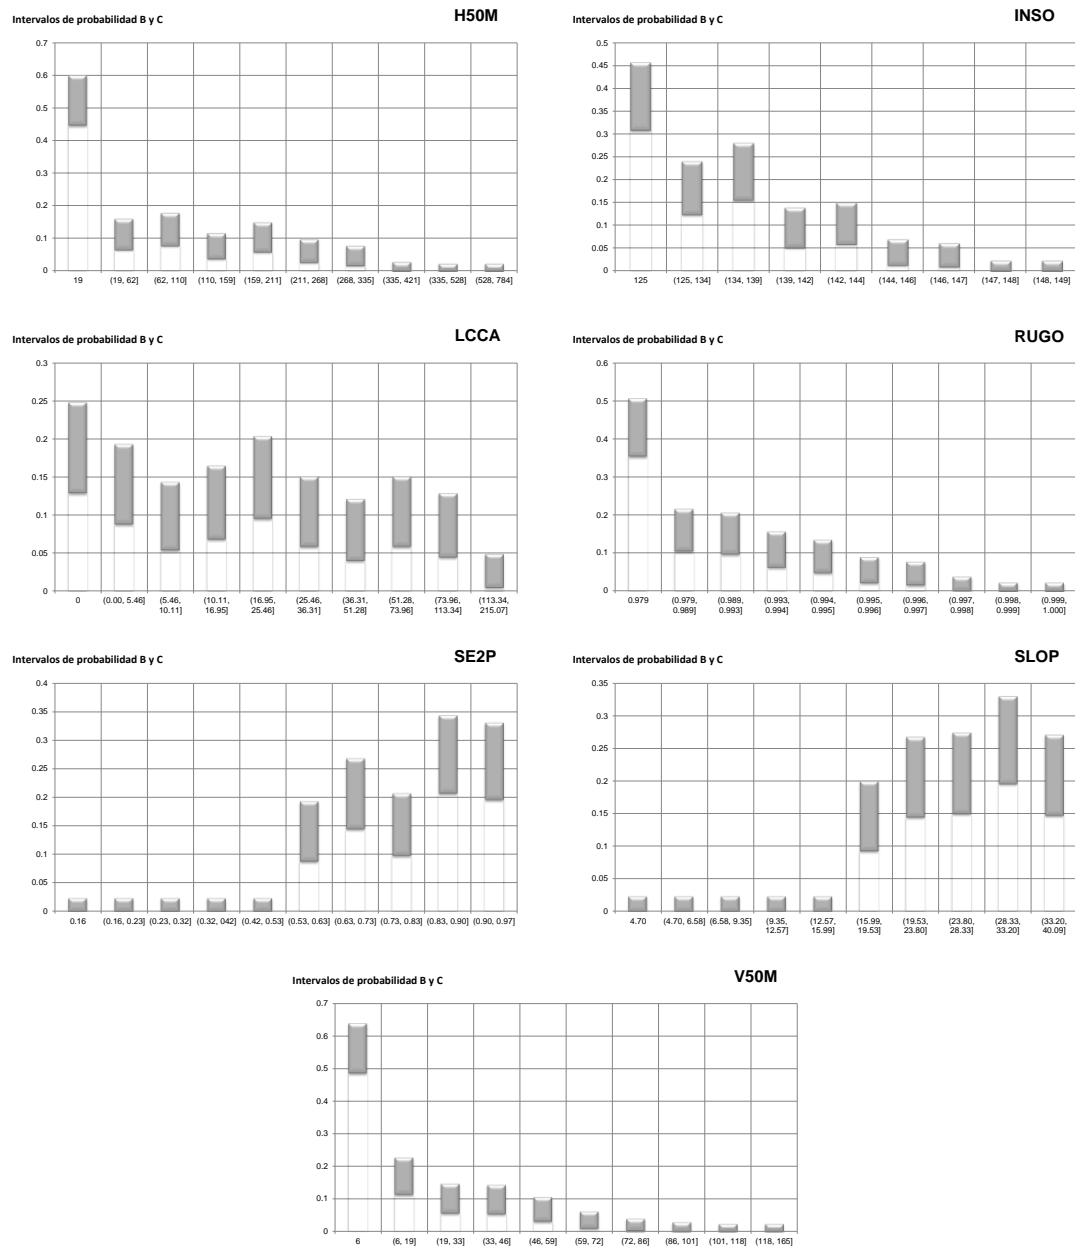 Intervalos de probabilidad B y C
H50M
0.7
0.6
0.5
0.4
0.3
0.2
0.1
0
19 (19, 62] (62, 110] (110, 159] (159, 211] (211, 268] (268, 335] (335, 421] (335, 528] (528, 784]
Intervalos de probabilidad B y C
INSO
0.5
0.45
0.4
0.35
0.3
0.25
0.2
0.15
0.1
0.05
0
125 (125, 134] (134, 139] (139, 142] (142, 144] (144, 146] (146, 147] (147, 148] (148, 149]
Intervalos de probabilidad B y C
LCCA
0.3
0.25
0.2
0.15
0.1
0.05
0
0 (0.00, 5.46] (5.46, (10.11, (16.95, (25.46, (36.31, (51.28, (73.96, (113.34,
10.11] 16.95] 25.46] 36.31] 51.28] 73.96] 113.34] 215.07]
Intervalos de probabilidad B y C
RUGO
0.6
0.5
0.4
0.3
0.2
0.1
0
0.979 (0.979, (0.989, (0.993, (0.994, (0.995, (0.996, (0.997, (0.998, (0.999,
0.989] 0.993] 0.994] 0.995] 0.996] 0.997] 0.998] 0.999] 1.000]
Intervalos de probabilidad B y C
SE2P
0.4
0.35
0.3
0.25
0.2
0.15
0.1
0.05
0
0.16 (0.16, 0.23] (0.23, 0.32] (0.32, 042] (0.42, 0.53] (0.53, 0.63] (0.63, 0.73] (0.73, 0.83] (0.83, 0.90] (0.90, 0.97]
Intervalos de probabilidad B y C
SLOP
0.35
0.3
0.25
0.2
0.15
0.1
0.05
0
4.70 (4.70, 6.58] (6.58, 9.35] (9.35, (12.57, (15.99, (19.53, (23.80, (28.33, (33.20,
12.57] 15.99] 19.53] 23.80] 28.33] 33.20] 40.09]
Intervalos de probabilidad B y C
V50M
0.7
0.6
0.5
0.4
0.3
0.2
0.1
0
6 (6, 19] (19, 33] (33, 46] (46, 59] (59, 72] (72, 86] (86, 101] (101, 118] (118, 165]